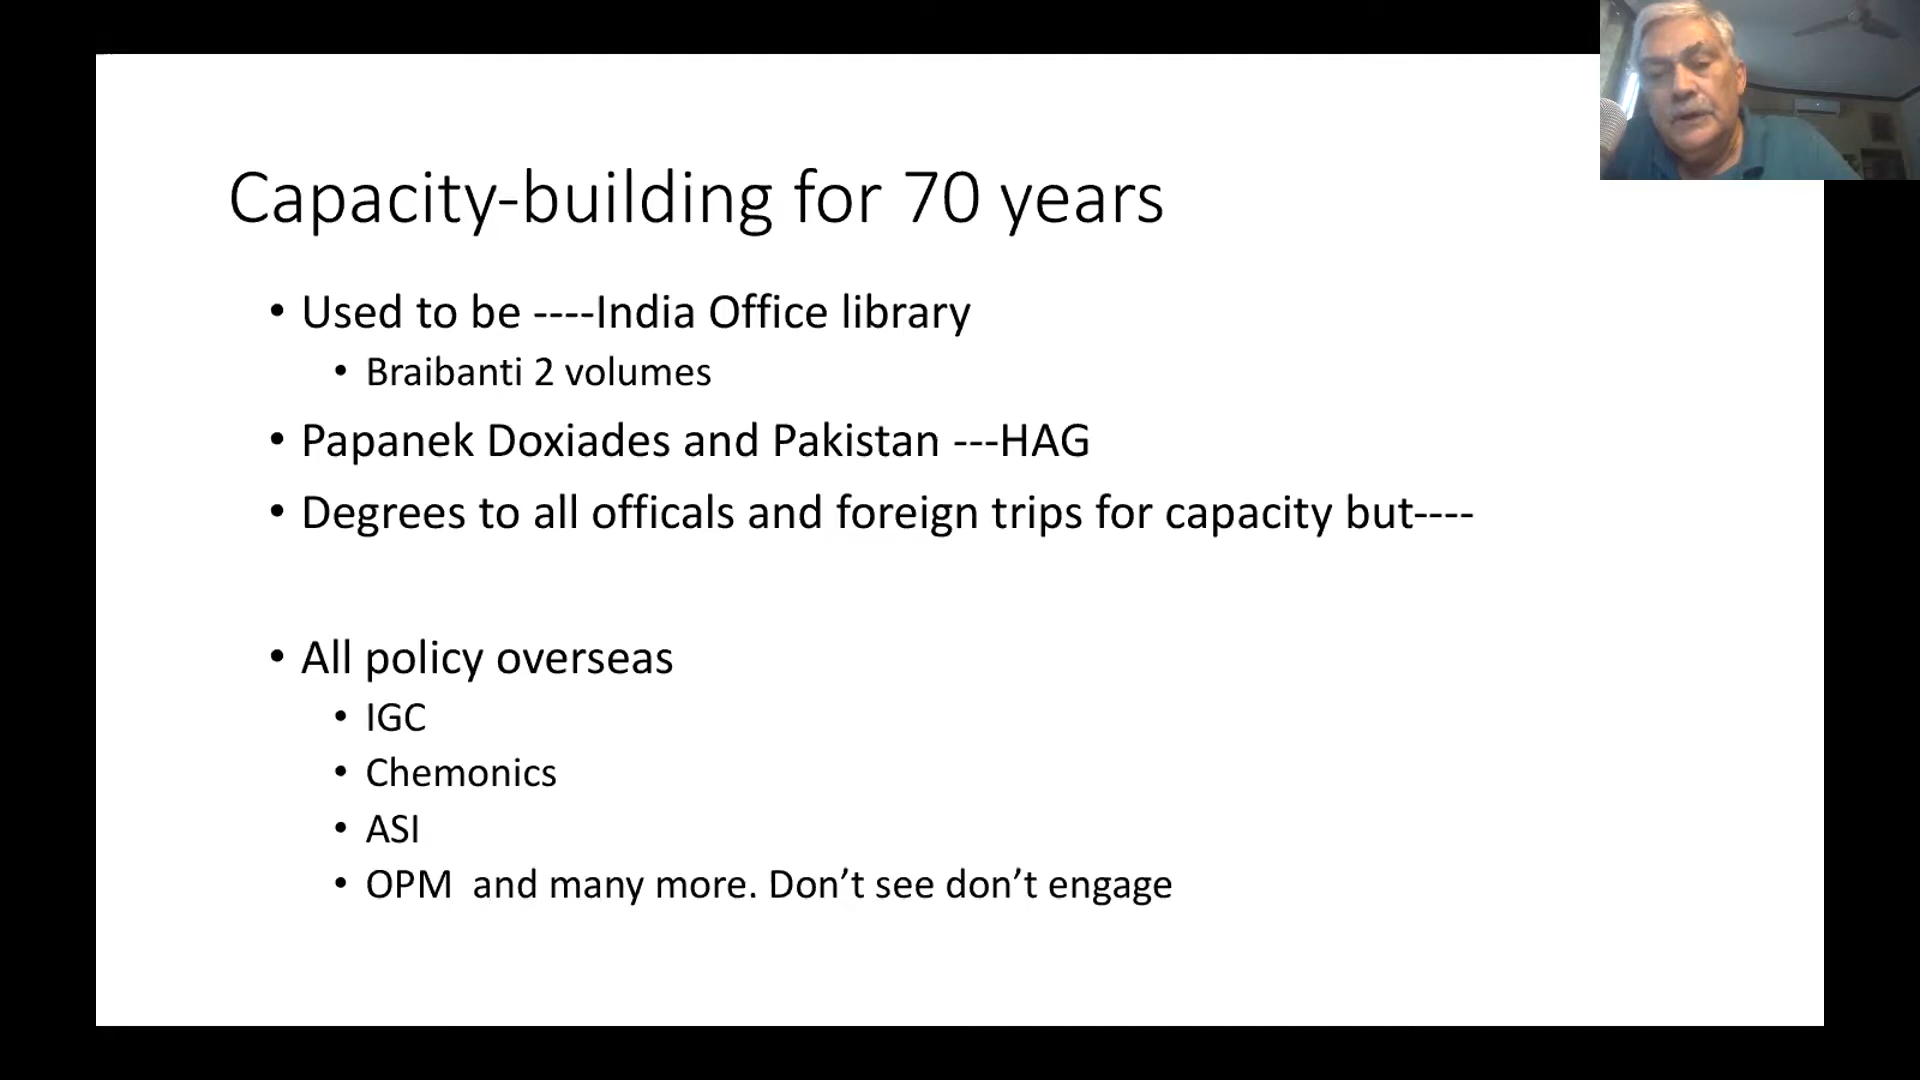 Capacity-building for 70 years
• Used to be ----India Office library
• Braibanti 2 volumes
• Papanek Doxiades and Pakistan ---HAG
• Degrees to all officals and foreign trips for capacity but----
• All policy overseas
• IGC
• Chemonics
• ASI
• OPM  and many more. Don’t see don’t engage